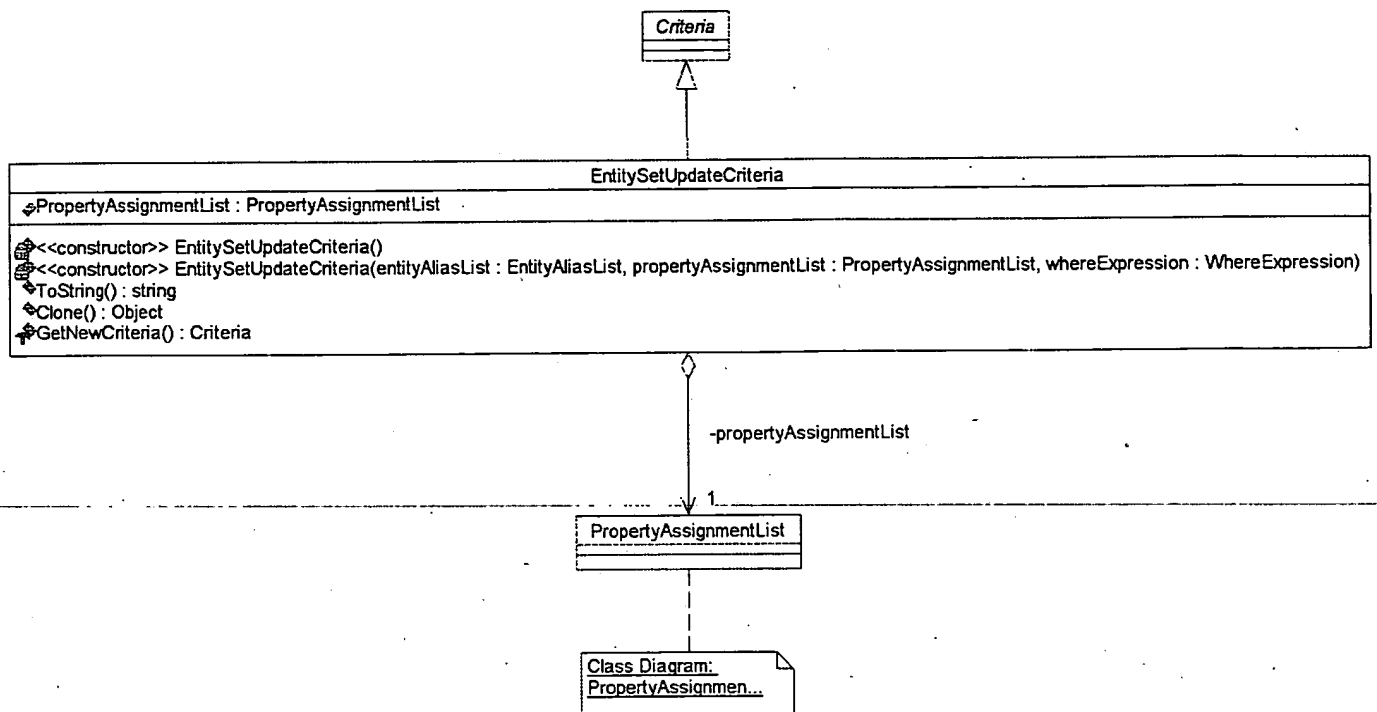 Criteria
EntitySetUpdateCriteria
PropertyAssignmentList : PropertyAssignmentList
<<constructor>> EntitySetUpdateCriteria()
<<constructor>> EntitySetUpdateCriteria(entityAliasList : EntityAliasList, propertyAssignmentList : PropertyAssignmentList, whereExpression : WhereExpression)
ToString() : string
Clone() : Object
GetNewCriteria() : Criteria
-propertyAssignmentList
1
PropertyAssignmentList
Class Diagram:
PropertyAssignmen...